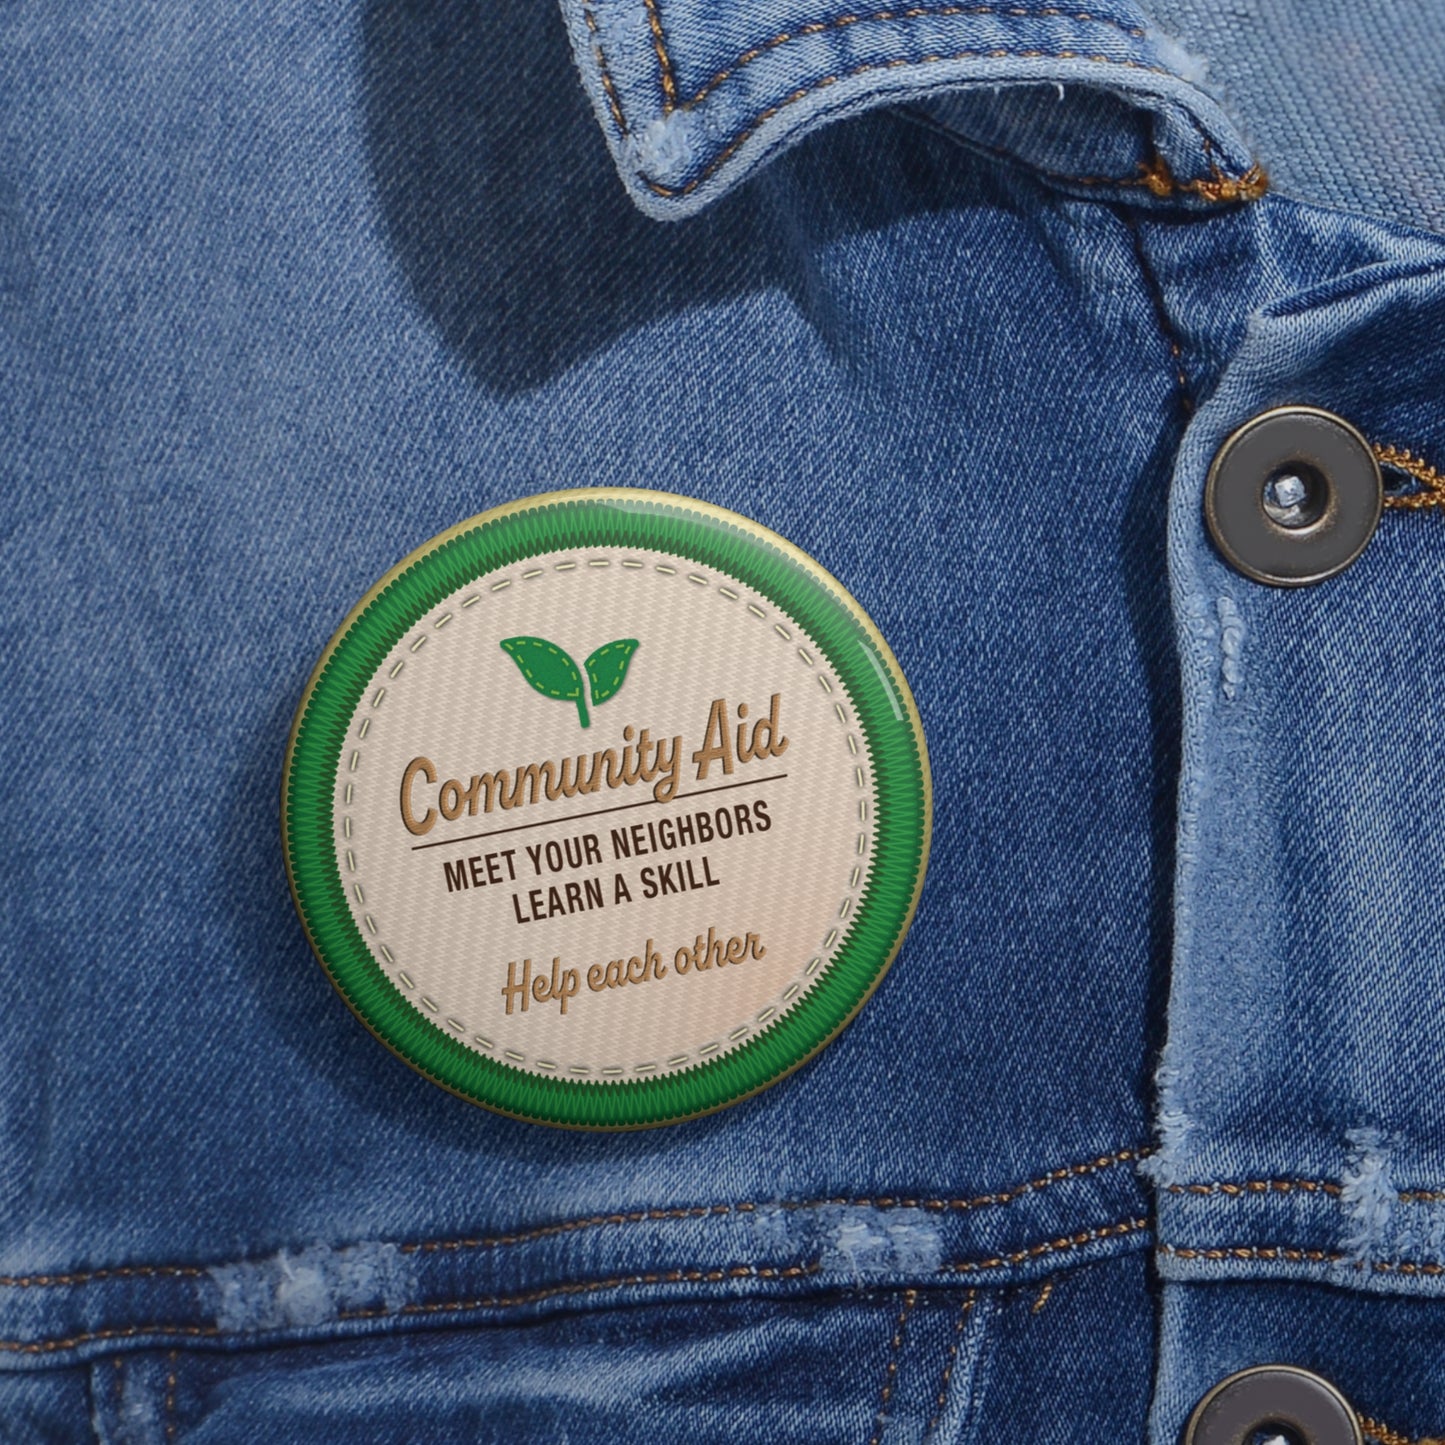 Community Aid
MEET YOUR NEIGHBORS
LEARN A SKILL
Help each other